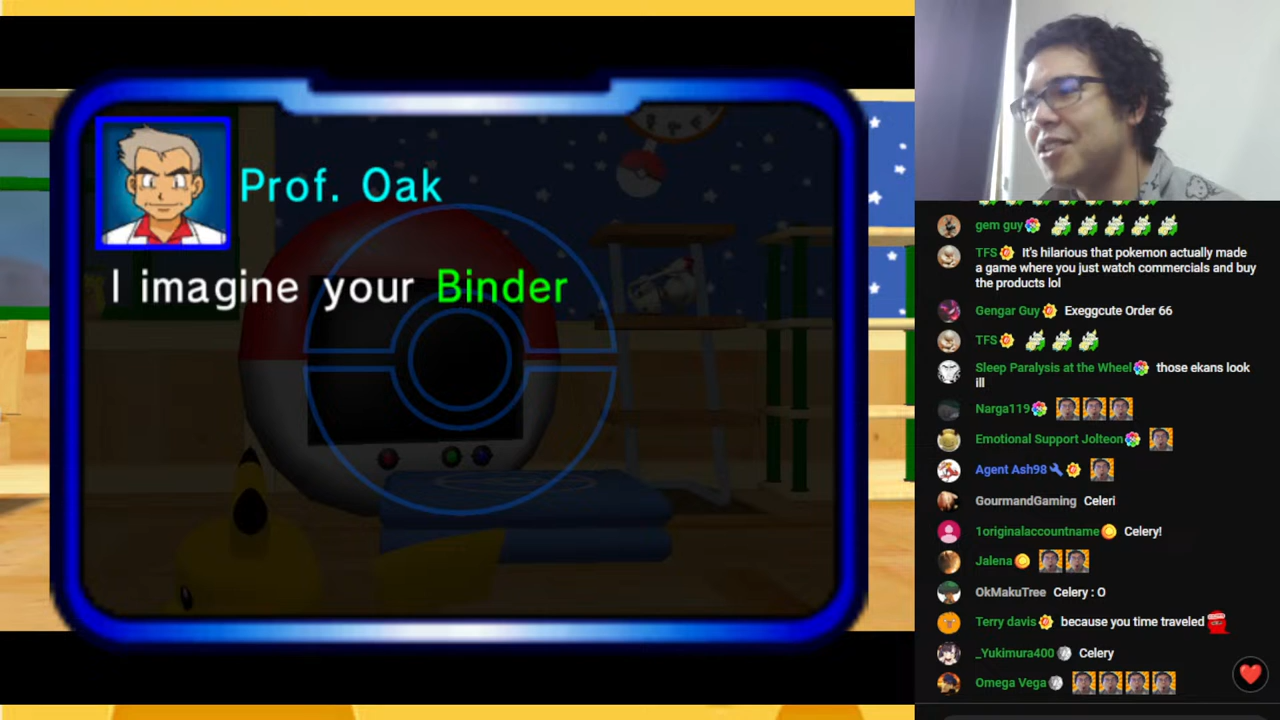 Prof. Oak
I imagine your Binder
gem guy
TFS It's hilarious that pokemon actually made
a game where you just watch commercials and buy
the products lol
Gengar Guy Exeggcute Order 66
TFS
Sleep Paralysis at the Wheel those ekans look
ill
Narga119
Emotional Support Jolteon
Agent Ash98
GourmandGaming Celeri
1originalaccountname Celery!
Jalena
OkMakuTree Celery : O
Terry davis because you time traveled
_Yukimura400 Celery
Omega Vega